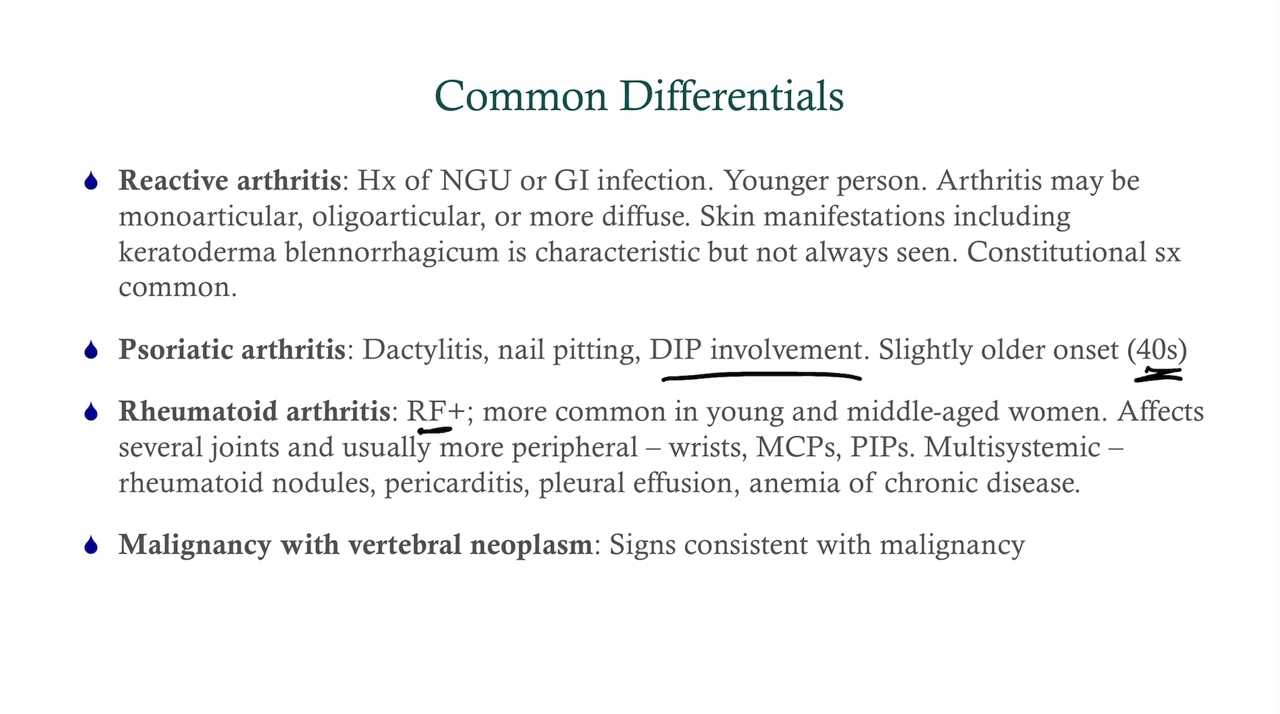 Common Differentials
Reactive arthritis: Hx of NGU or GI infection. Younger person. Arthritis may be
monoarticular, oligoarticular, or more diffuse. Skin manifestations including
keratoderma blennorrhagicum is characteristic but not always seen. Constitutional sx
common.
Psoriatic arthritis: Dactylitis, nail pitting, DIP involvement. Slightly older onset (40s)
Rheumatoid arthritis: RF+; more common in young and middle-aged women. Affects
several joints and usually more peripheral – wrists, MCPs, PIPs. Multisystemic –
rheumatoid nodules, pericarditis, pleural effusion, anemia of chronic disease.
Malignancy with vertebral neoplasm: Signs consistent with malignancy